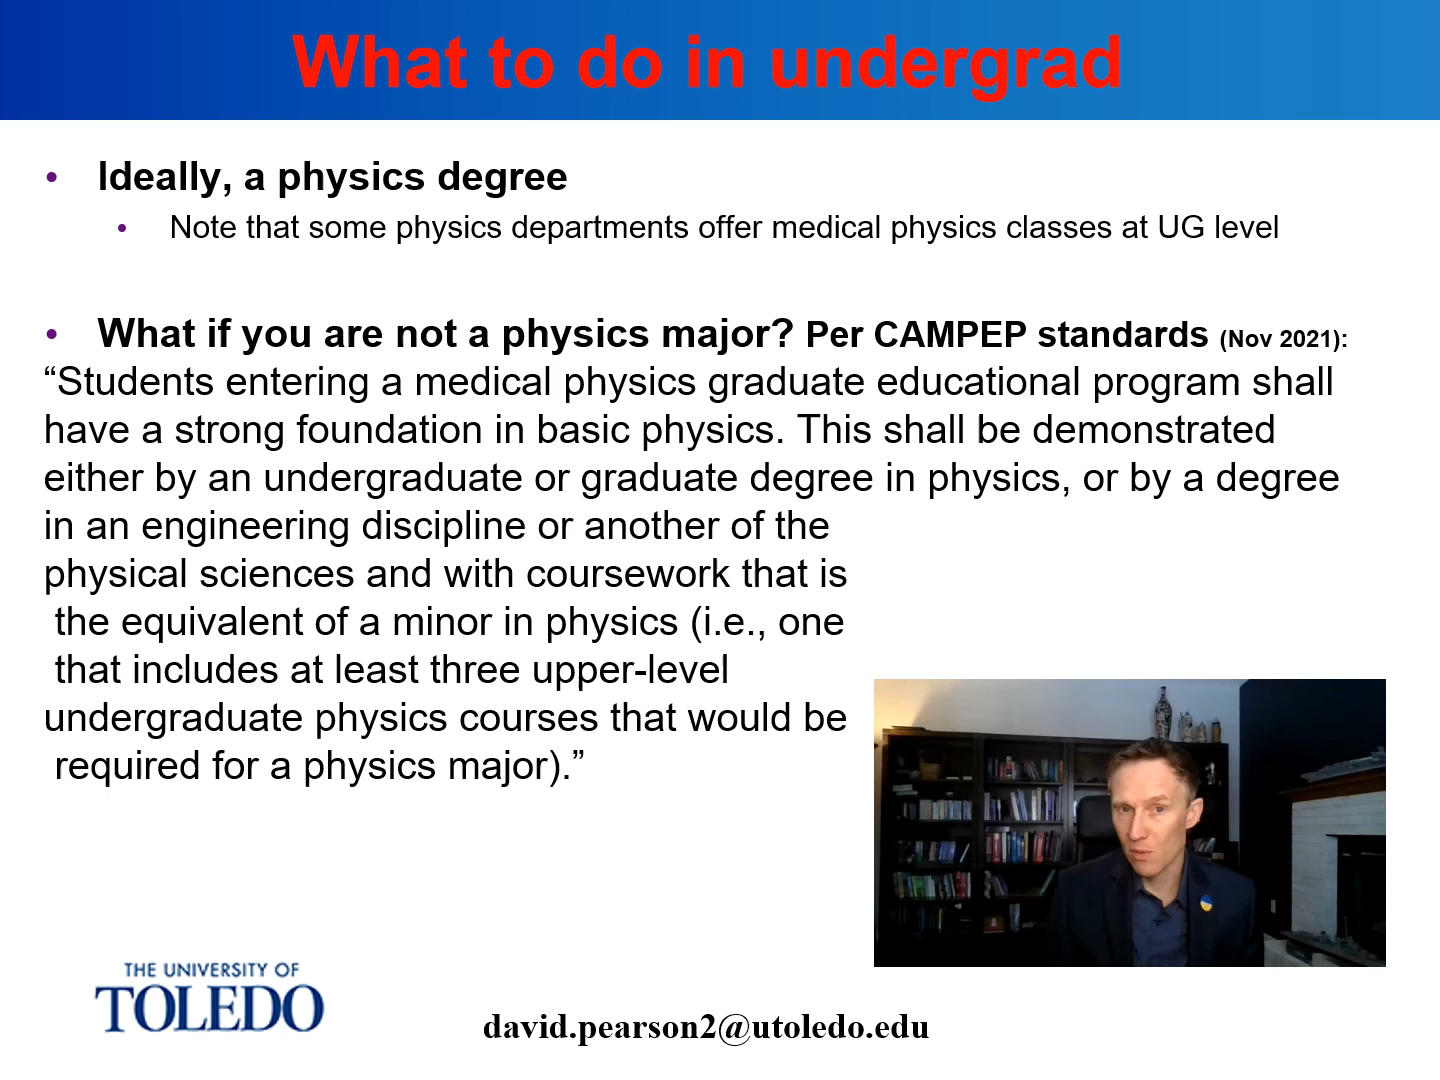 What to do in undergrad
• Ideally, a physics degree
• Note that some physics departments offer medical physics classes at UG level
• What if you are not a physics major? Per CAMPEP standards (Nov 2021):
“Students entering a medical physics graduate educational program shall
have a strong foundation in basic physics. This shall be demonstrated
either by an undergraduate or graduate degree in physics, or by a degree
in an engineering discipline or another of the
physical sciences and with coursework that is
the equivalent of a minor in physics (i.e., one
that includes at least three upper-level
undergraduate physics courses that would be
required for a physics major).”
THE UNIVERSITY OF
TOLEDO
david.pearson2@utoledo.edu